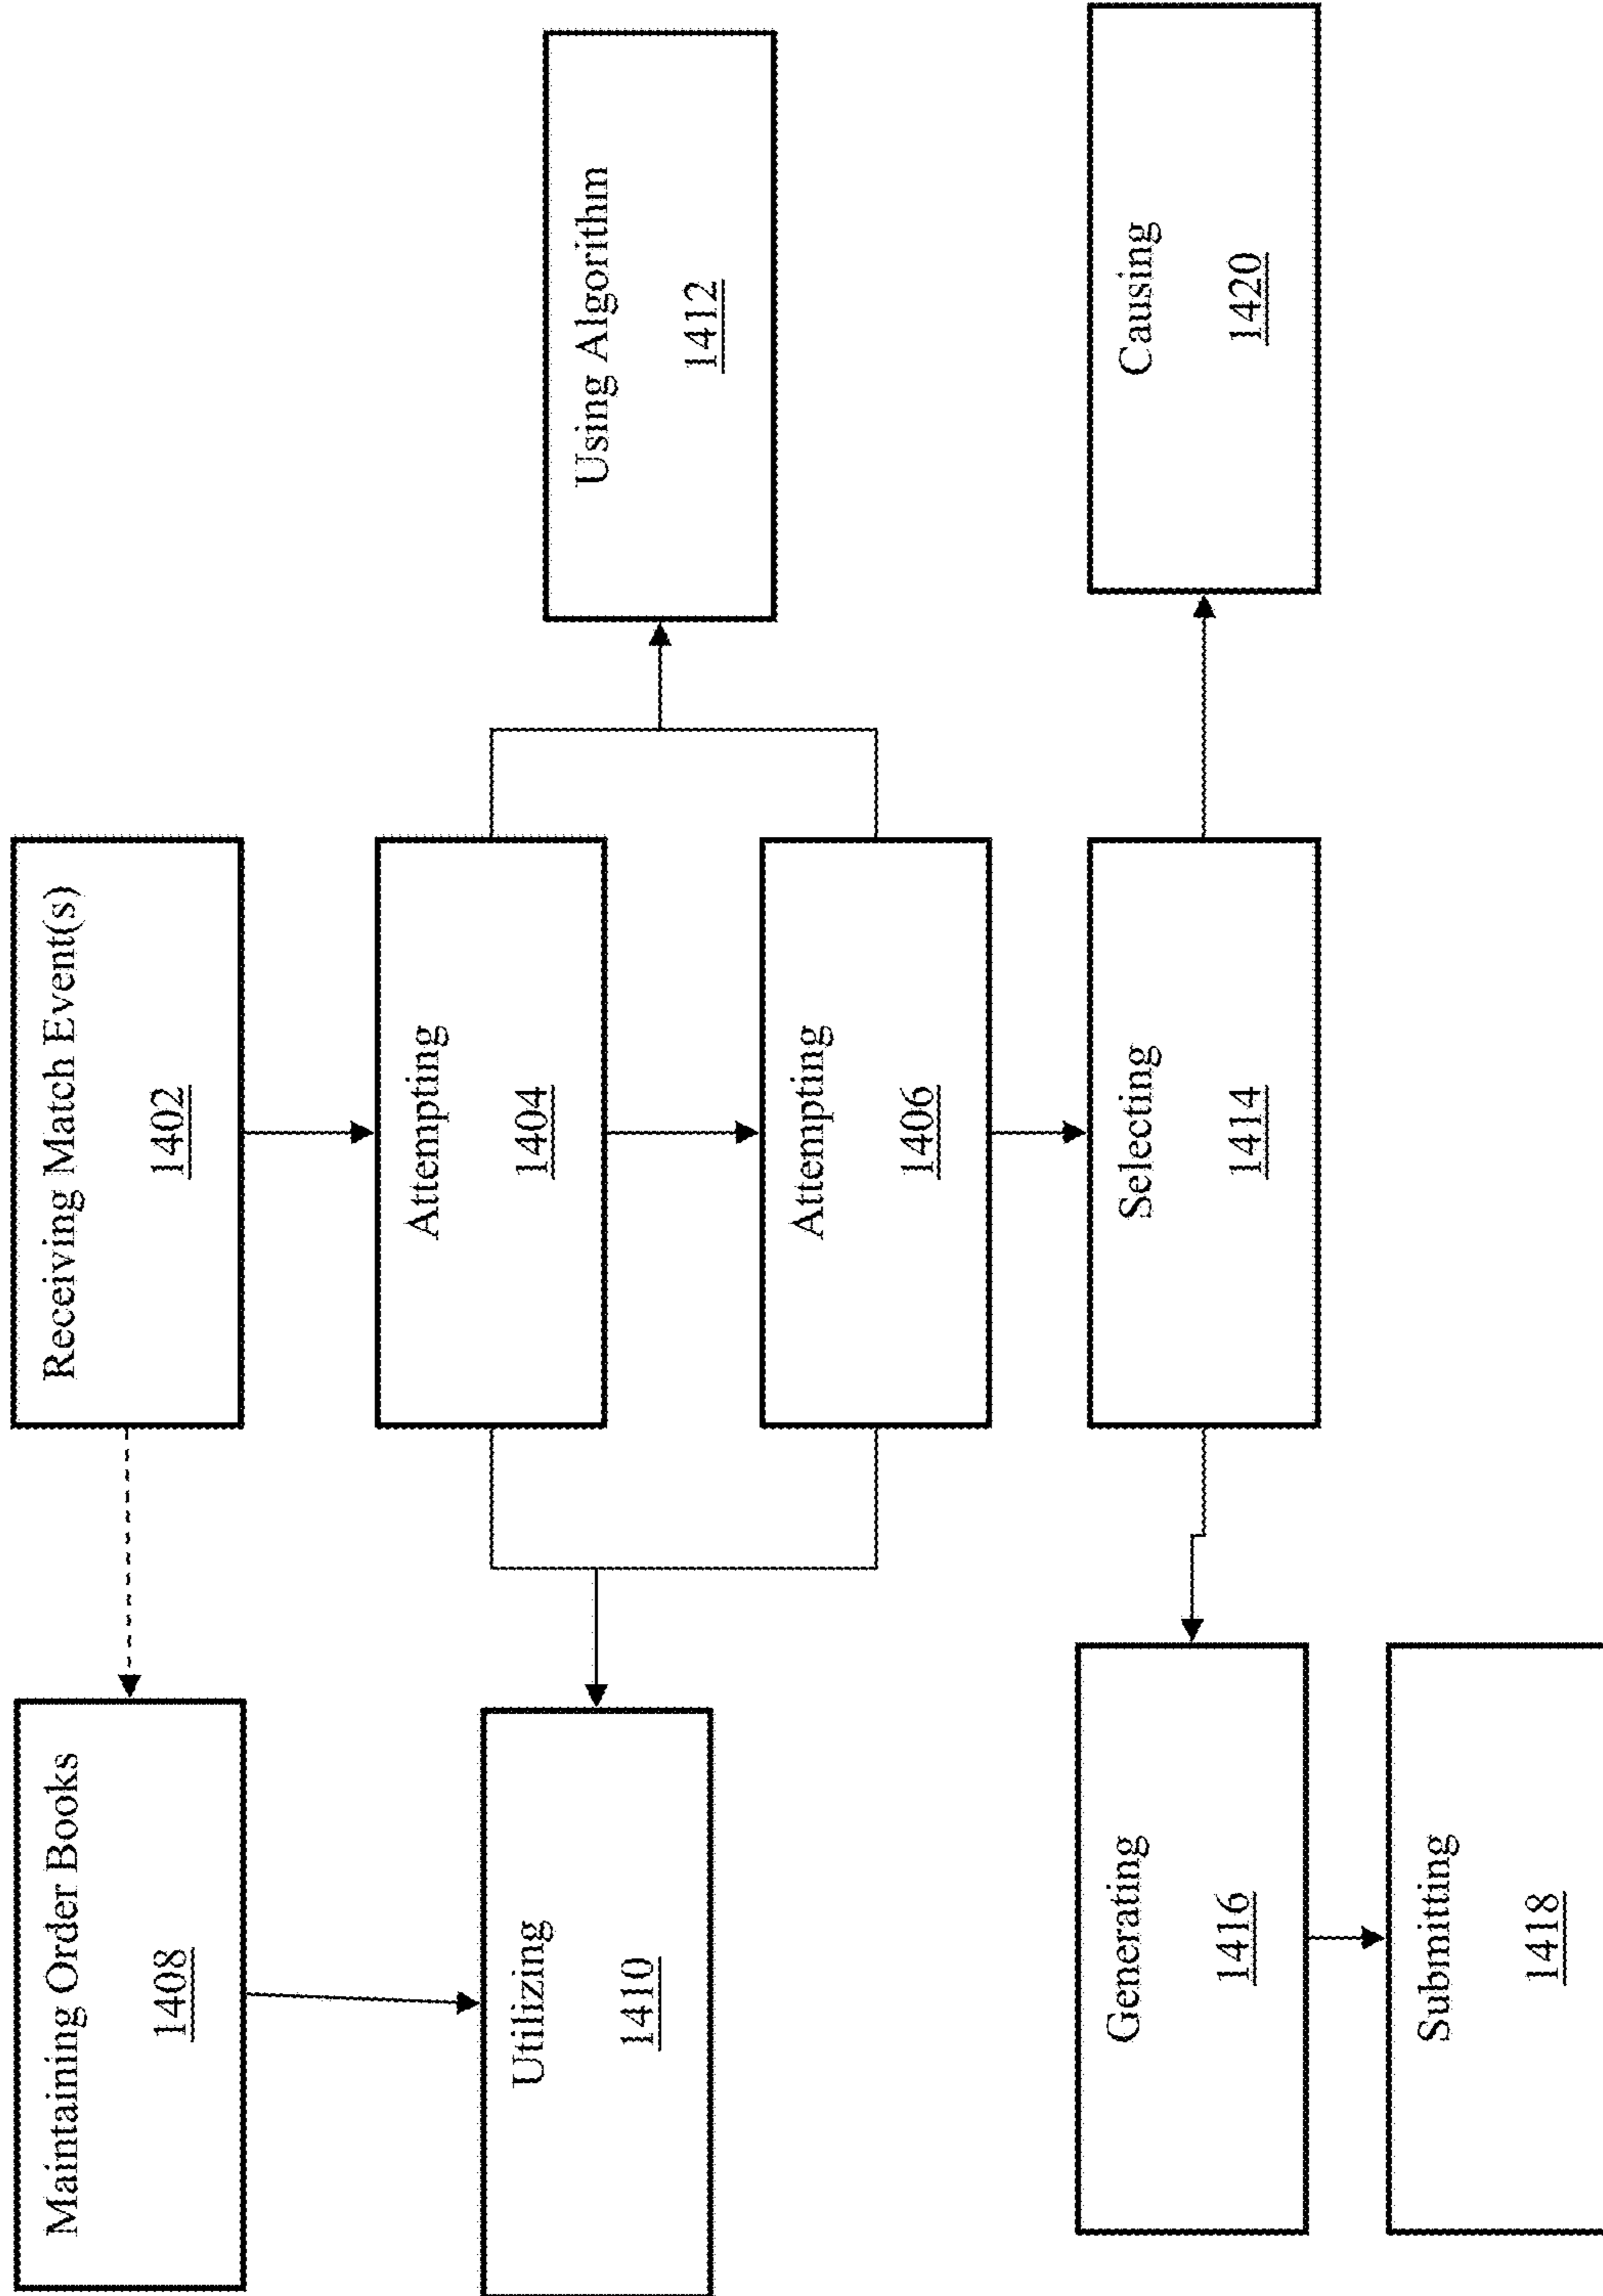 Maintaining Order Books
1408
Receiving Match Event(s)
1402
Utilizing
1410
Attempting
1404
Using Algorithm
1412
Attempting
1406
Generating
1416
Selecting
1414
Causing
1420
Submitting
1418